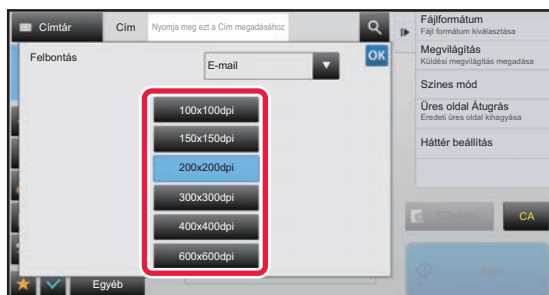 Címtár
Cím
Nyomja meg ezt a Cím megadásához
Felbontás
OK
E-mail
100x100dpi
150x150dpi
200x200dpi
300x300dpi
400x400dpi
600x600dpi
Egyéb
Fájlformátum
Fájl formátum kiválasztása
Megvilágítás
Küldési megvilágítás megadása
Színes mód
Üres oldal Átugrás
Eredeti üres oldal kihagyása
Háttér beállítás
CA
Start